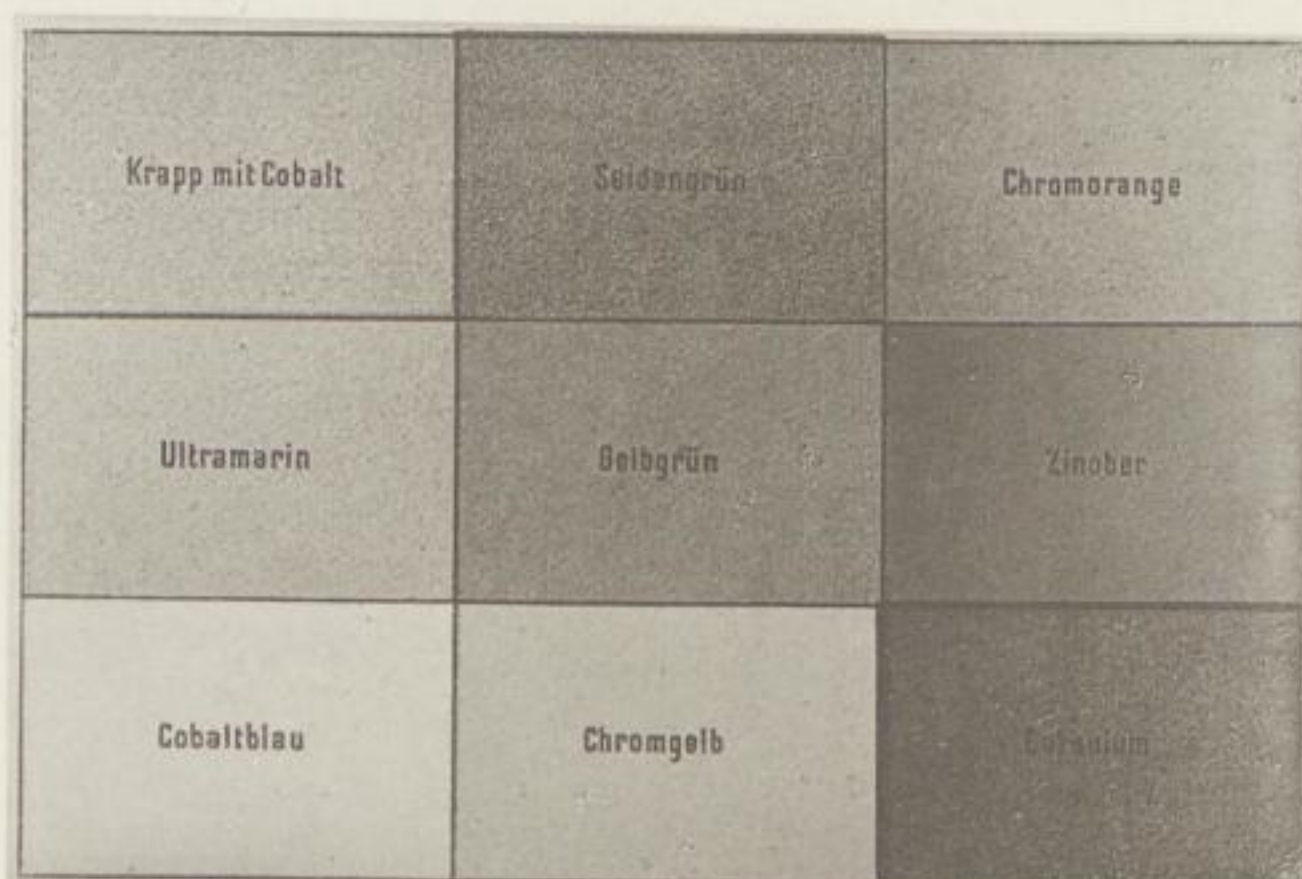 Krapp mit Cobalt
Seidengrün
Chromorange
Ultramarin
Gelbgrün
Zinober
Cobaltblau
Chromgelb